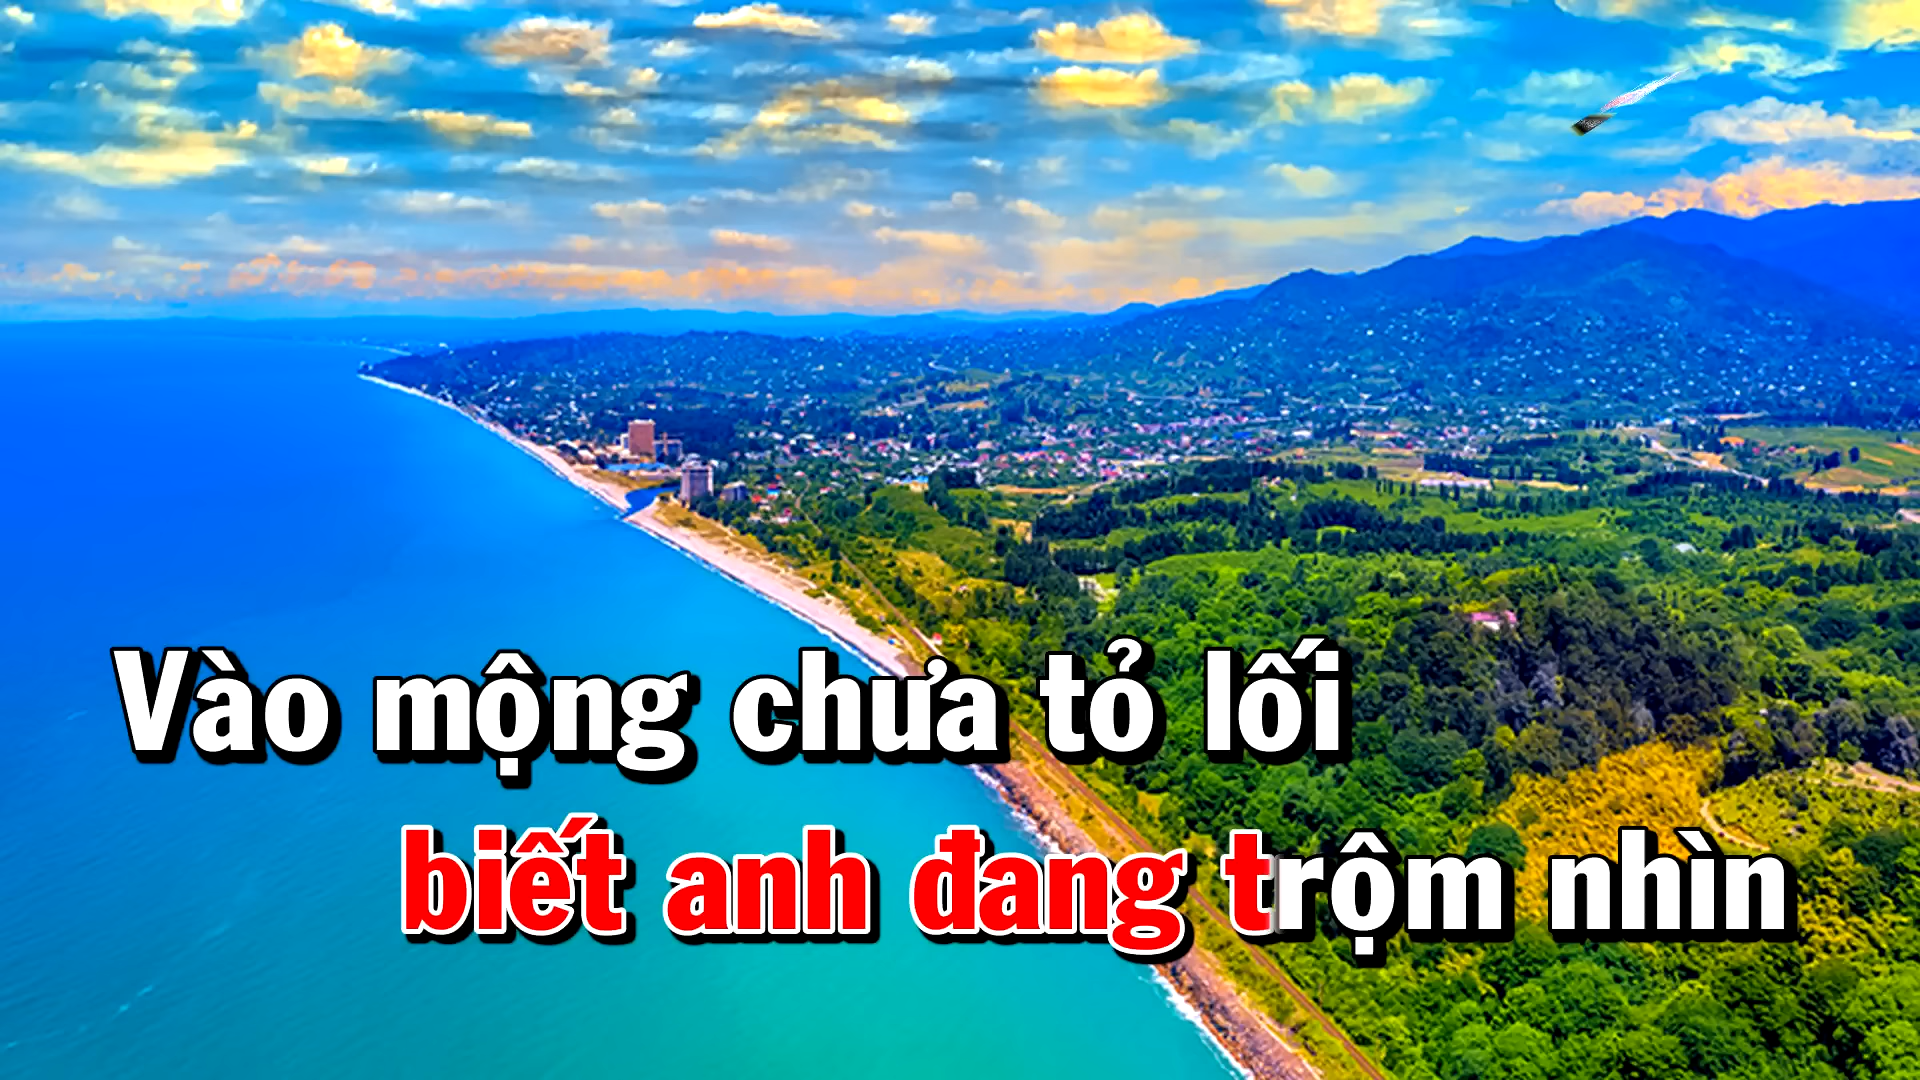 Vào mộng chưa tỏ lối
biết anh đang trộm nhìn